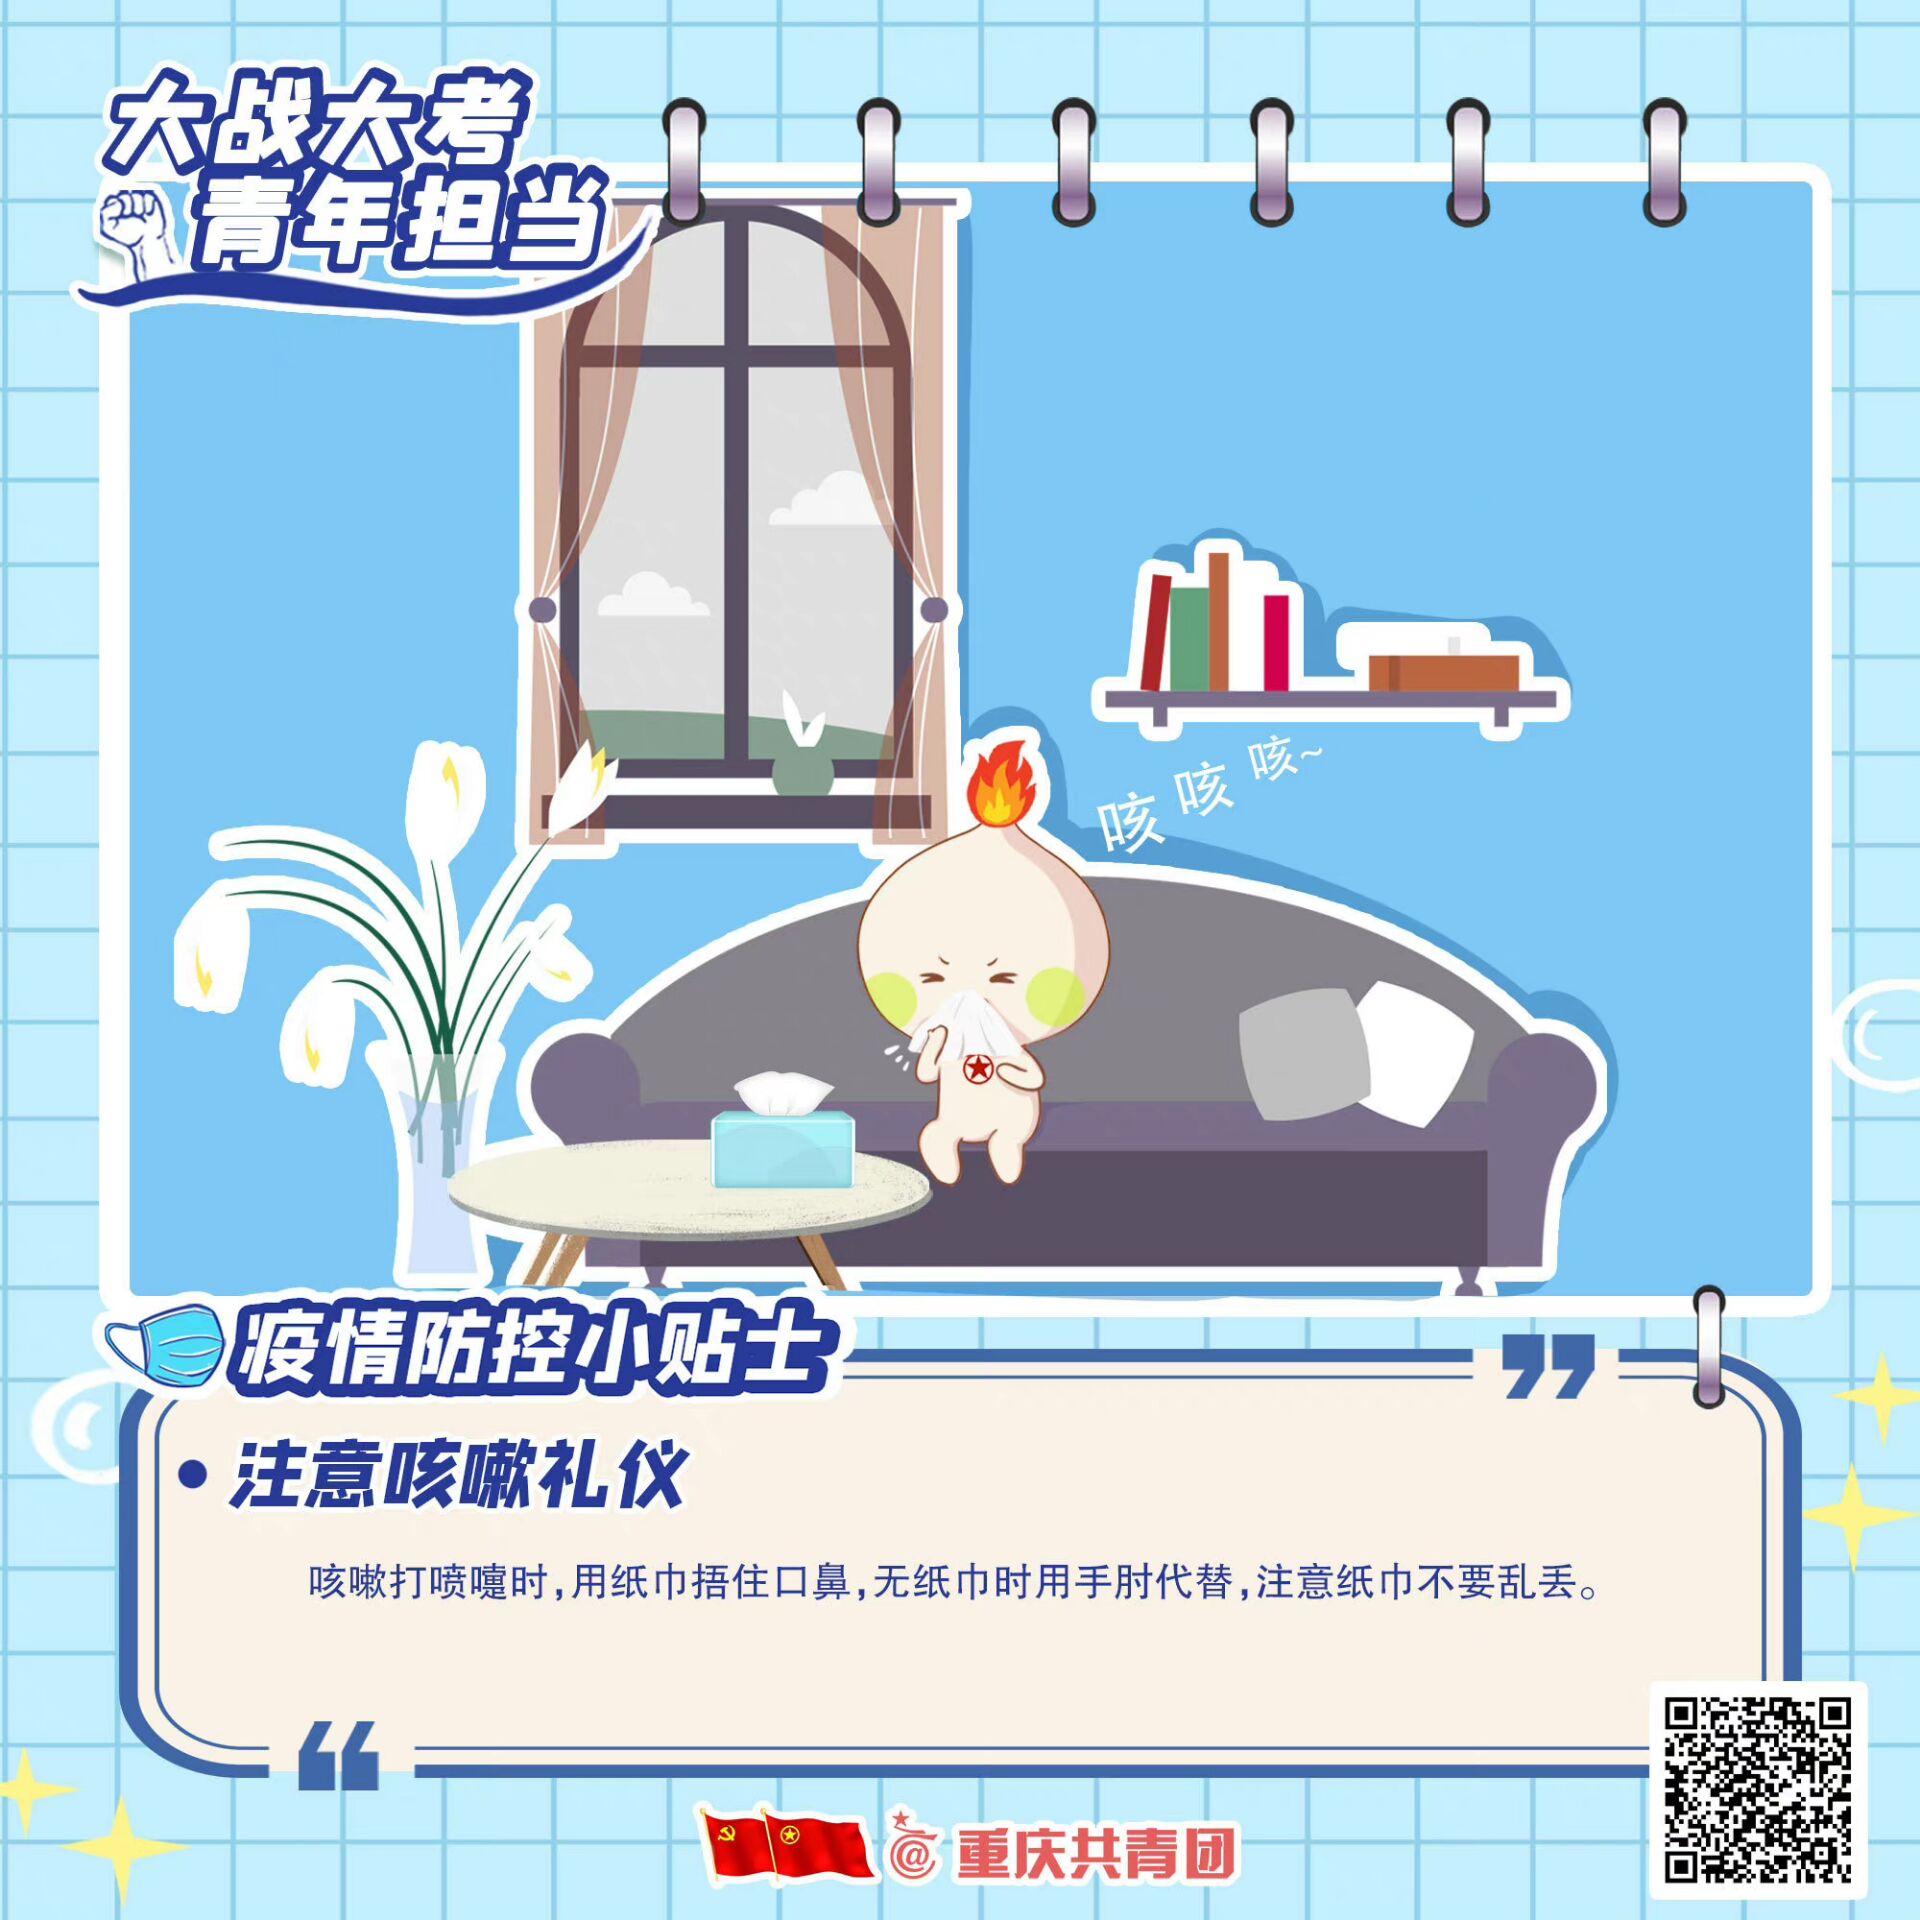 大战大考
青年担当
咳 咳 咳~
疫情防控小贴士
注意咳嗽礼仪
咳嗽打喷嚏时,用纸巾捂住口鼻,无纸巾时用手肘代替,注意纸巾不要乱丢。
@ 重庆共青团